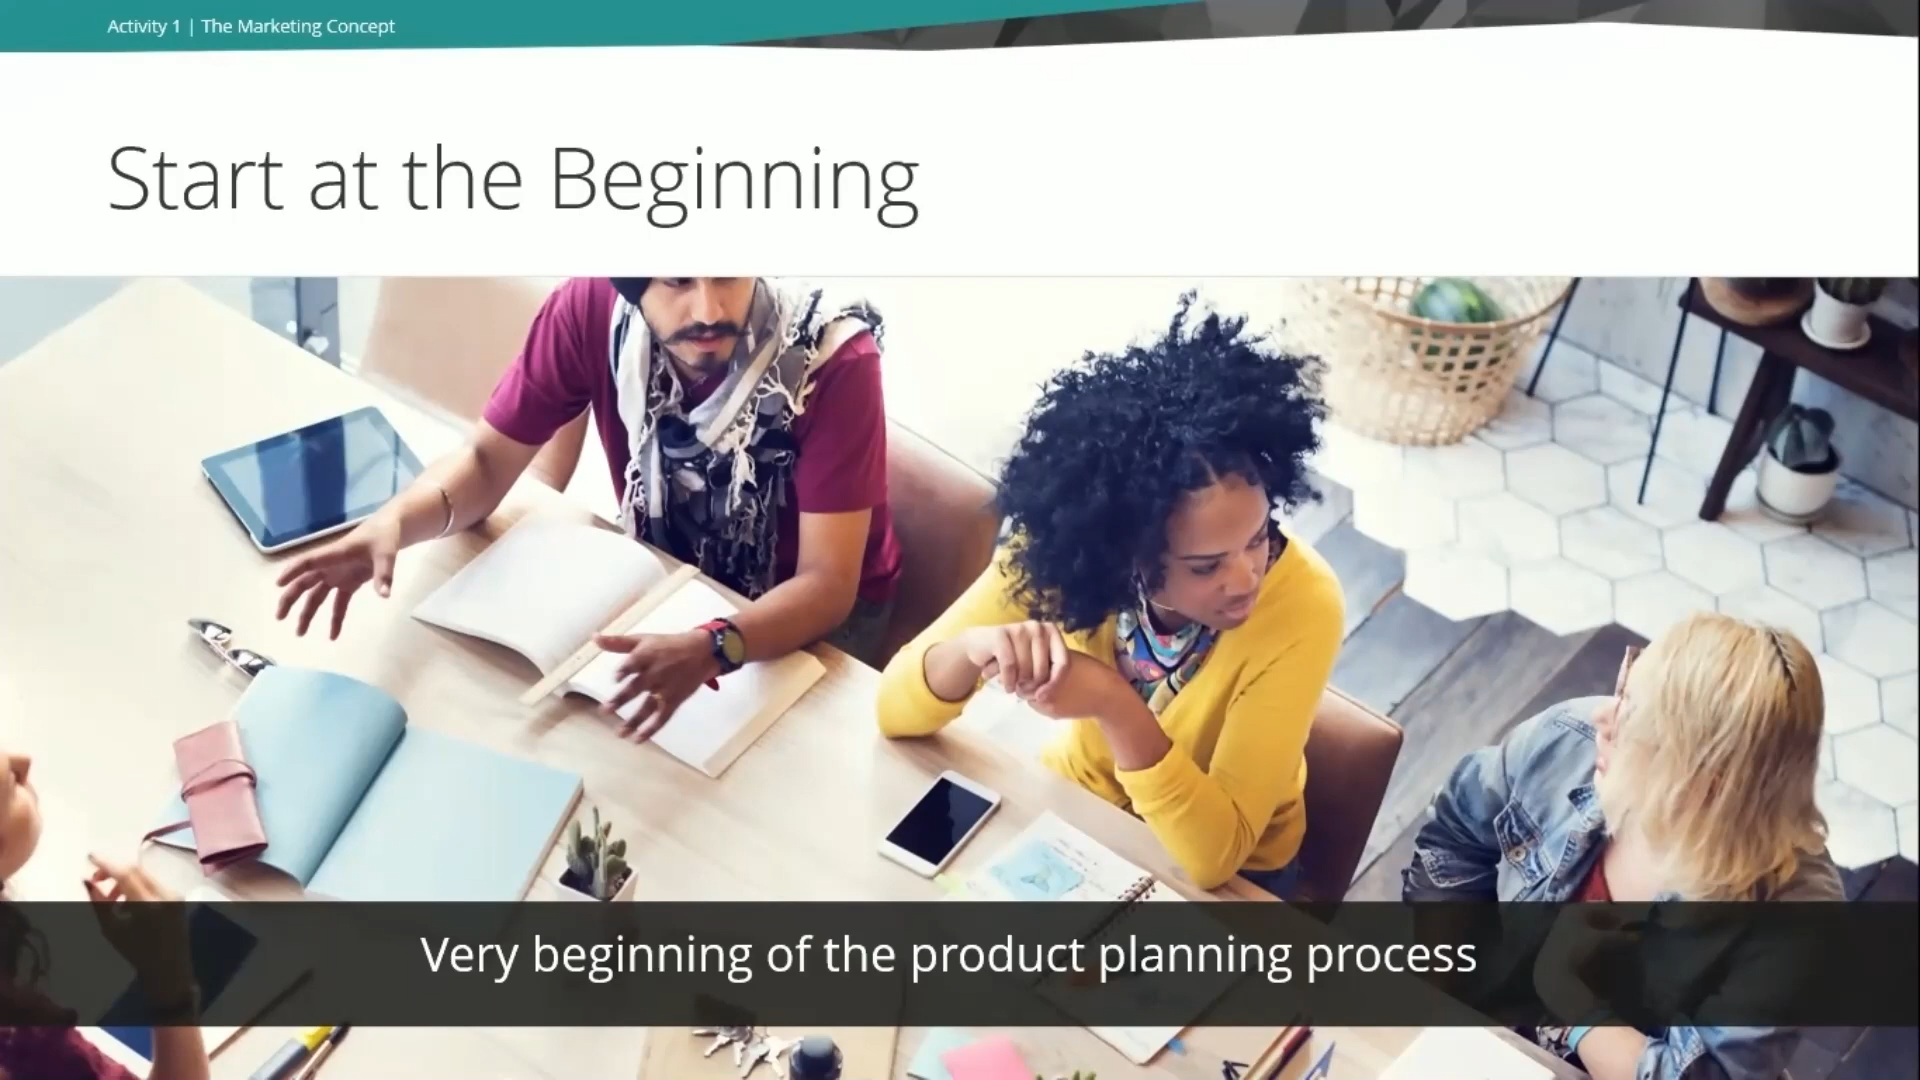 Activity 1 | The Marketing Concept
Start at the Beginning
Very beginning of the product planning process